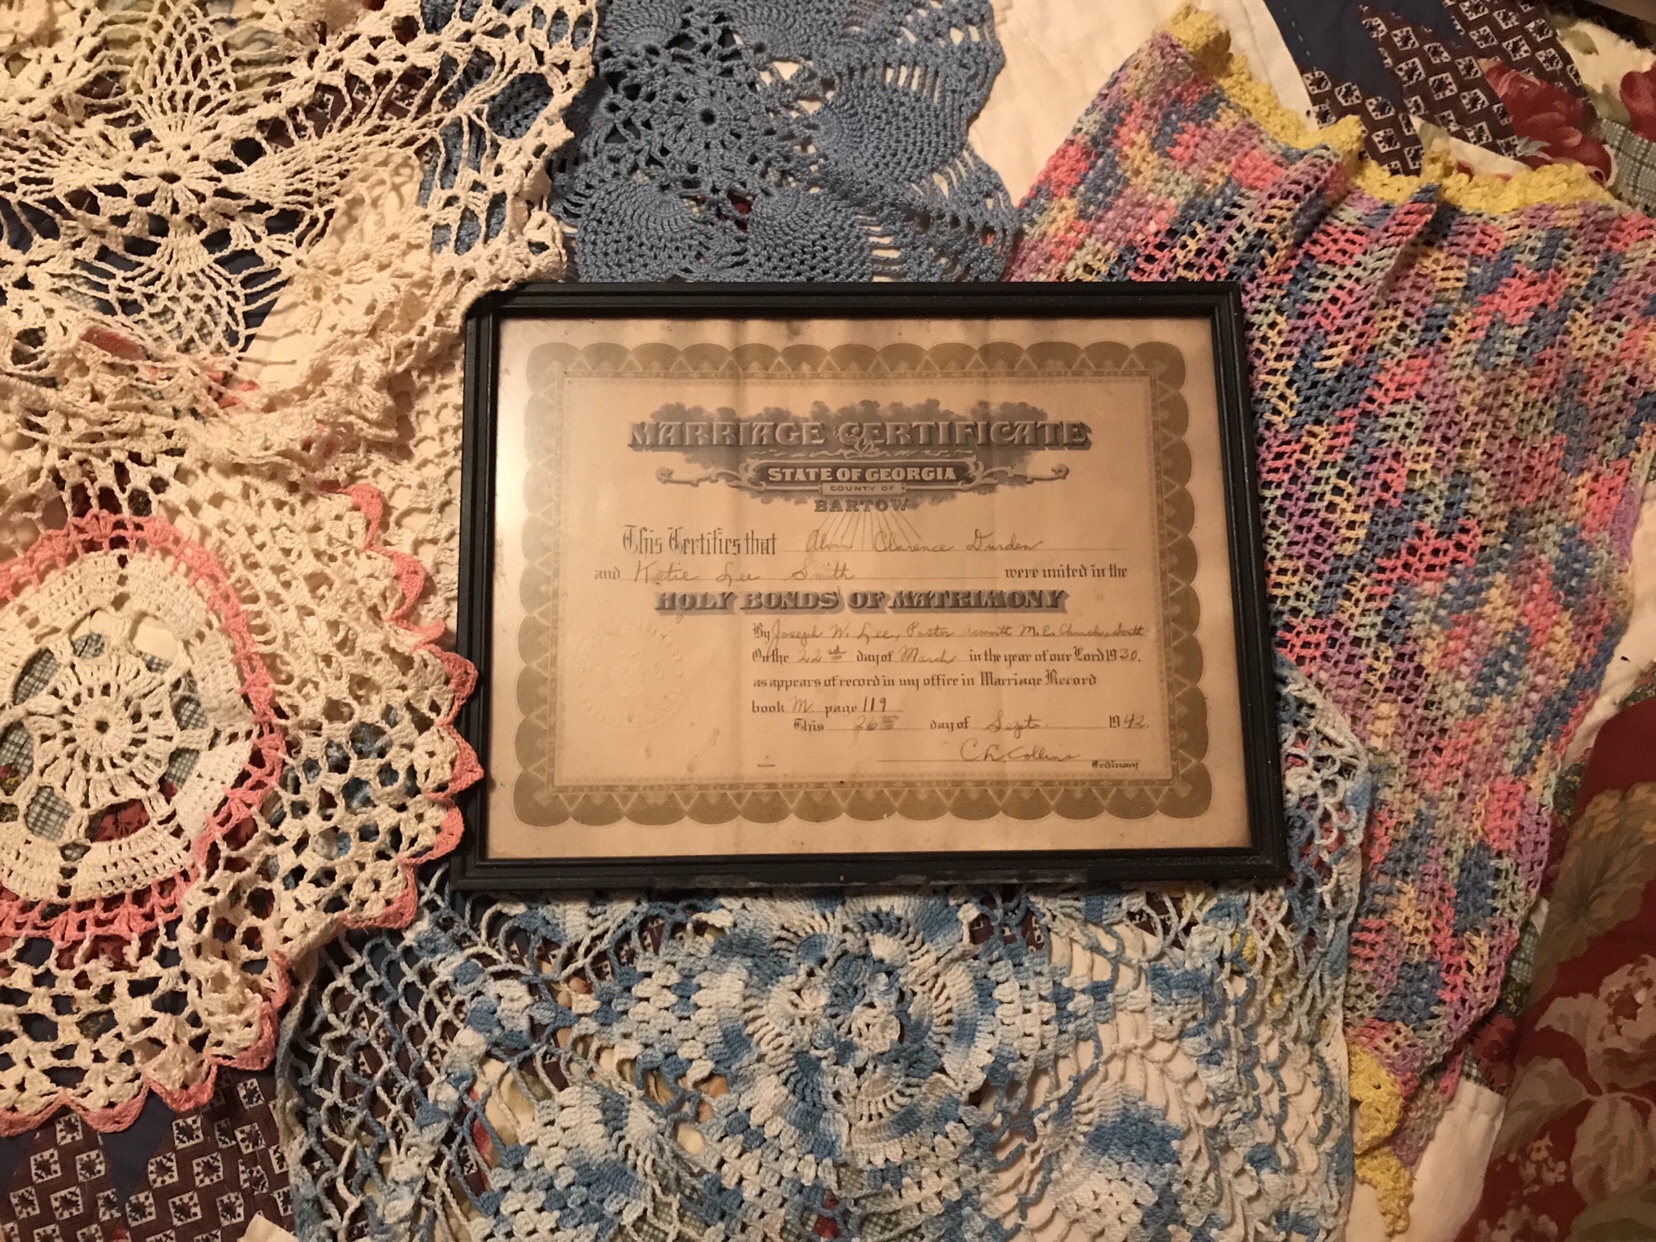 MARRIAGE CERTIFICATE
STATE OF GEORGIA
COUNTY OF
BARTOW
This Certifies that Alvin Clarence Durden
and Katie Lee Smith were united in the
HOLY BONDS OF MATRIMONY
By Joseph W. Lee, Pastor M. E. Church, South
On the 22nd day of March in the year of our Lord 1930,
as appears of record in my office in Marriage Record
book M. page 119
This day of Sept. 1942.
C. L. Collins
Ordinary